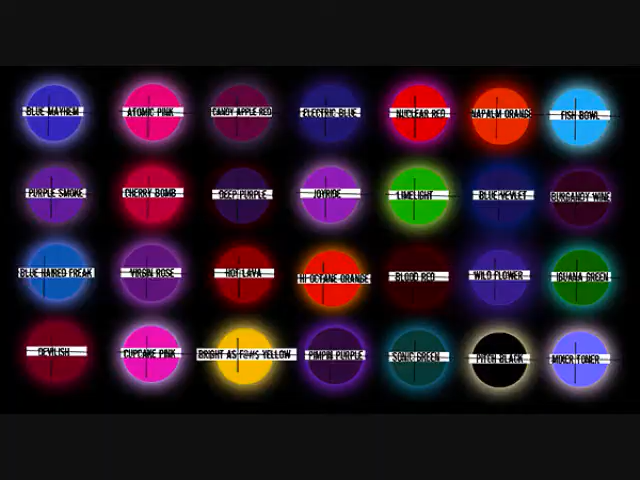 BLUE MAYHEM ATOMIC PINK CANDY APPLE RED ELECTRIC BLUE NUCLEAR RED NAPALM ORANGE FISH BOWL
PURPLE SMOKE CHERRY BOMB DEEP PURPLE JOYRIDE LIMELIGHT BLUE VELVET BURGANDY WINE
BLUE HAIRED FREAK VIRGIN ROSE HOT LAVA HI OCTANE ORANGE BLOOD RED WILD FLOWER IGUANA GREEN
DEVILISH CUPCAKE PINK BRIGHT AS F@#S YELLOW PIMPIN PURPLE SONIC GREEN PITCH BLACK MIXER TONER